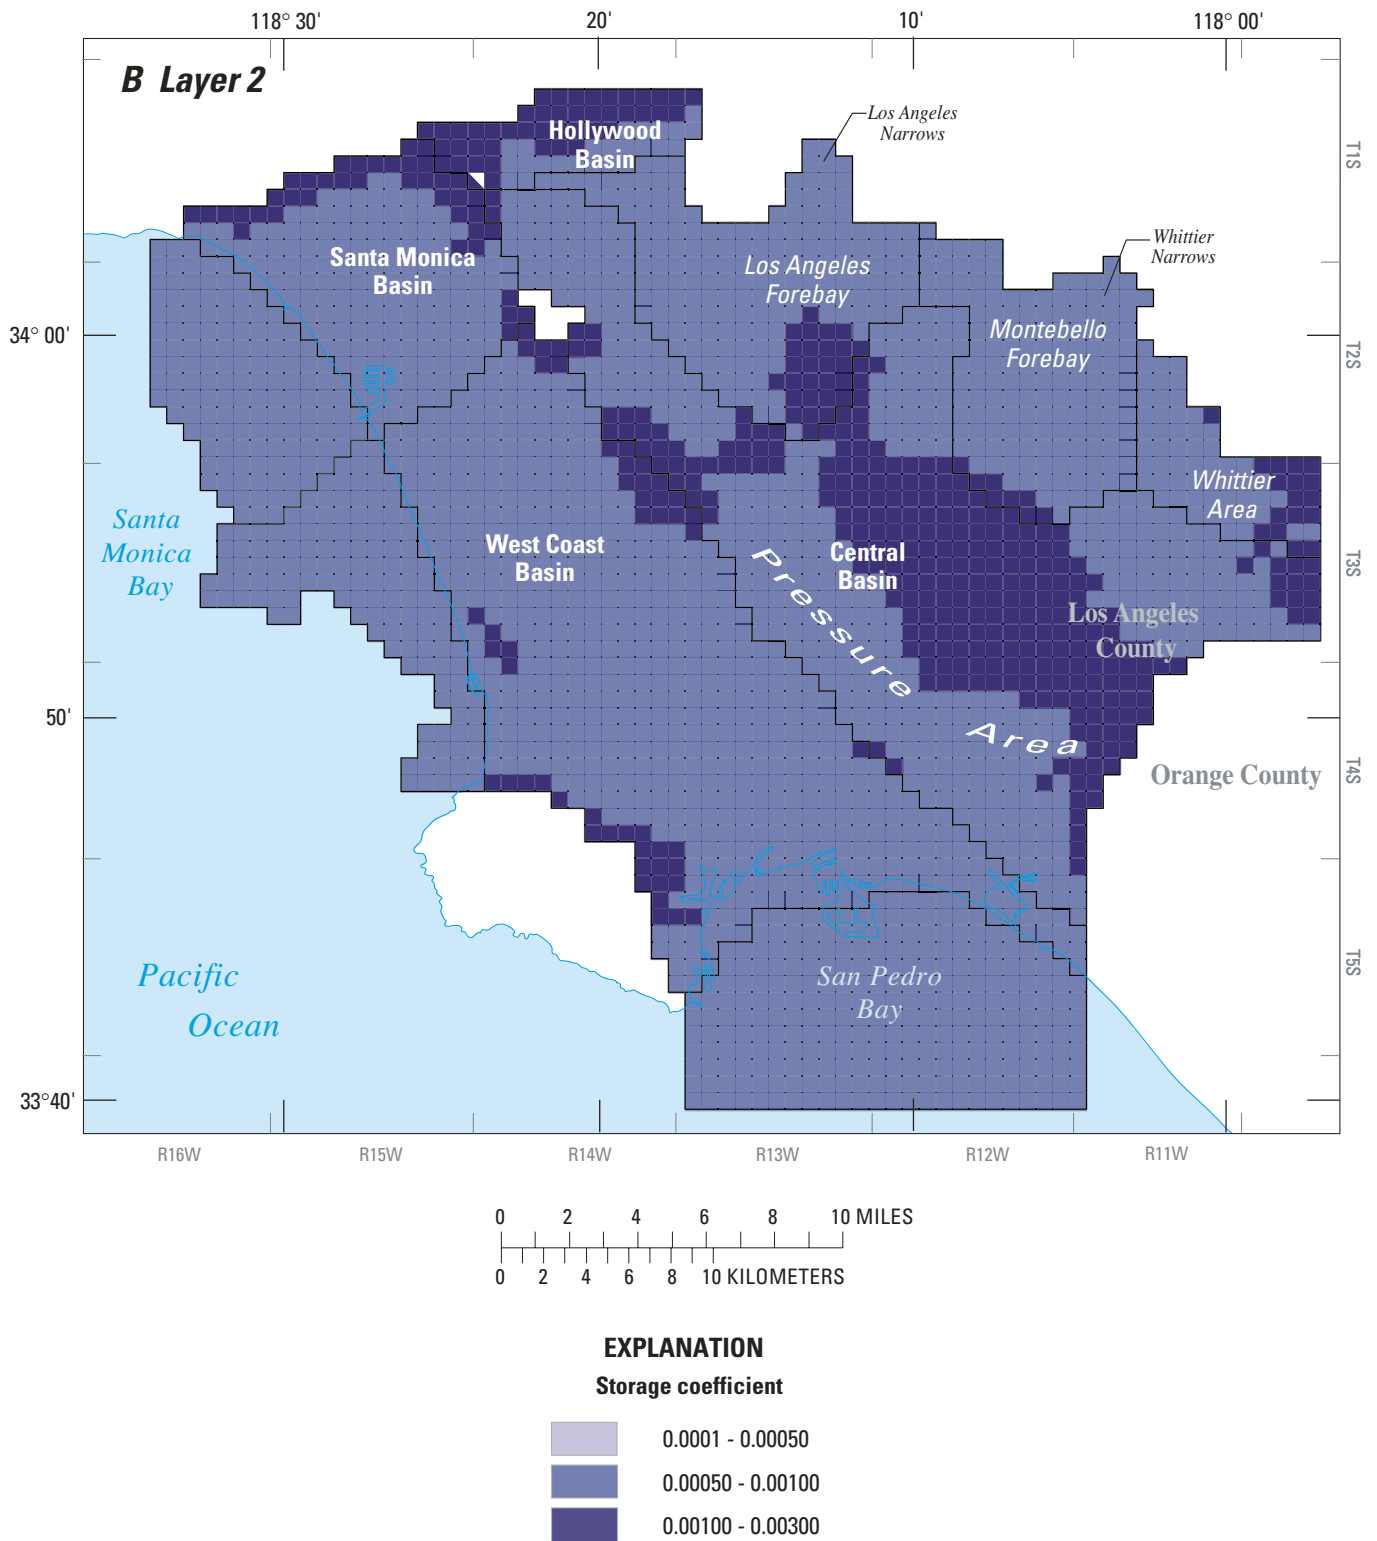 118° 30' 20' 10' 118° 00'
B Layer 2
Los Angeles
Narrows
Hollywood
Basin
T1S
Whittier
Narrows
Santa Monica
Basin
Los Angeles
Forebay
34° 00'
Montebello
Forebay
T2S
Whittier
Area
Santa
Monica
Bay
West Coast
Basin
Central
Basin
T3S
Pressure
Area
Los Angeles
County
50'
T4S
Orange County
Pacific
Ocean
San Pedro
Bay
T5S
33°40'
R16W R15W R14W R13W R12W R11W
0 2 4 6 8 10 MILES
0 2 4 6 8 10 KILOMETERS
EXPLANATION
Storage coefficient
0.0001 - 0.00050
0.00050 - 0.00100
0.00100 - 0.00300